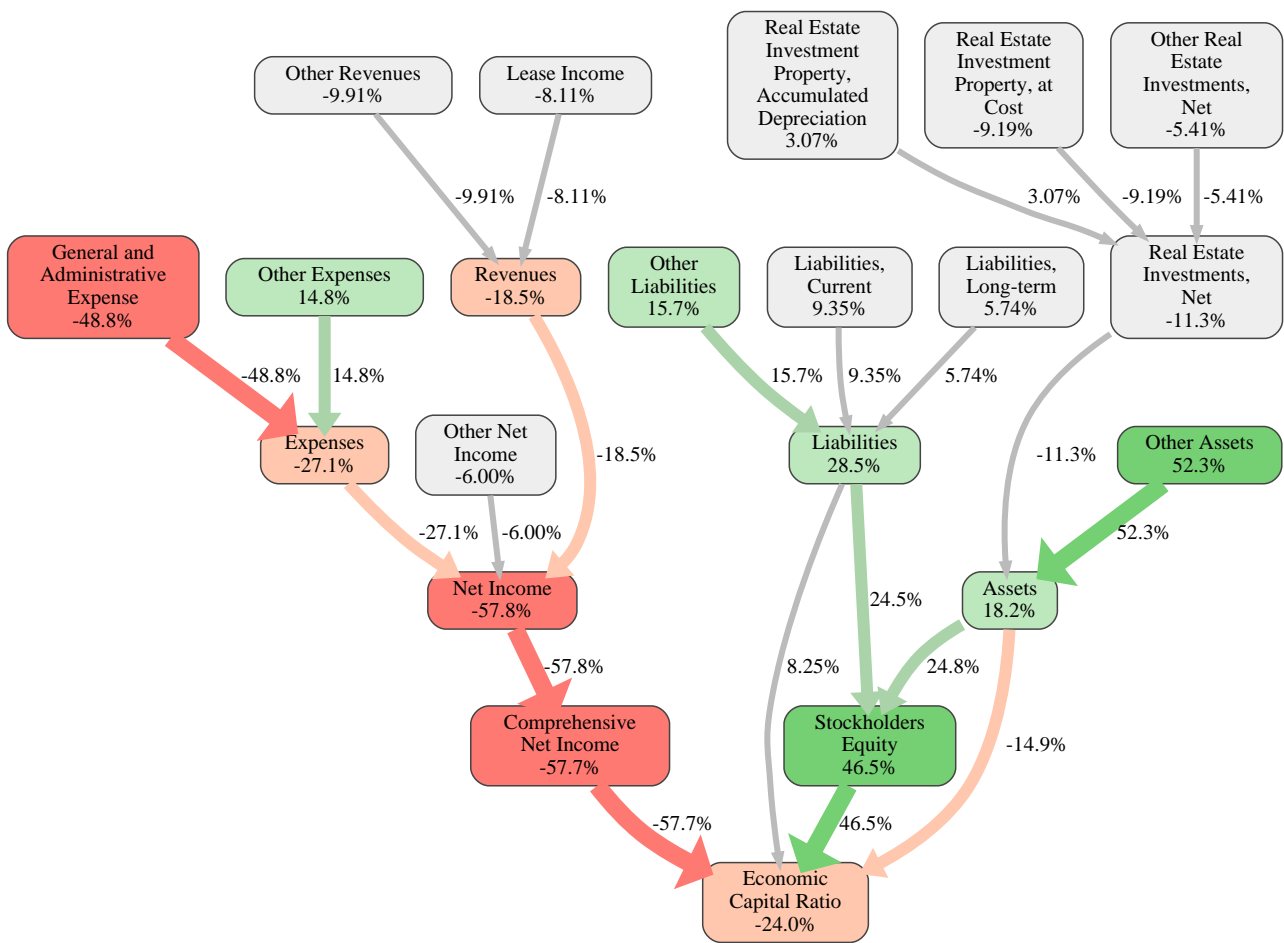 Real Estate
Investment
Property,
Accumulated
Depreciation
3.07%
Real Estate
Investment
Property, at
Cost
-9.19%
Other Real
Estate
Investments,
Net
-5.41%
Other Revenues
-9.91%
Lease Income
-8.11%
-9.91%
-8.11%
3.07%
-9.19%
-5.41%
General and
Administrative
Expense
-48.8%
Other Expenses
14.8%
Revenues
-18.5%
Other
Liabilities
15.7%
Liabilities,
Current
9.35%
Liabilities,
Long-term
5.74%
Real Estate
Investments,
Net
-11.3%
-48.8%
14.8%
15.7%
9.35%
5.74%
Expenses
-27.1%
Other Net
Income
-6.00%
-18.5%
Liabilities
28.5%
-11.3%
Other Assets
52.3%
-27.1%
-6.00%
52.3%
Net Income
-57.8%
24.5%
Assets
18.2%
-57.8%
8.25%
24.8%
Comprehensive
Net Income
-57.7%
Stockholders
Equity
46.5%
-14.9%
-57.7%
46.5%
Economic
Capital Ratio
-24.0%